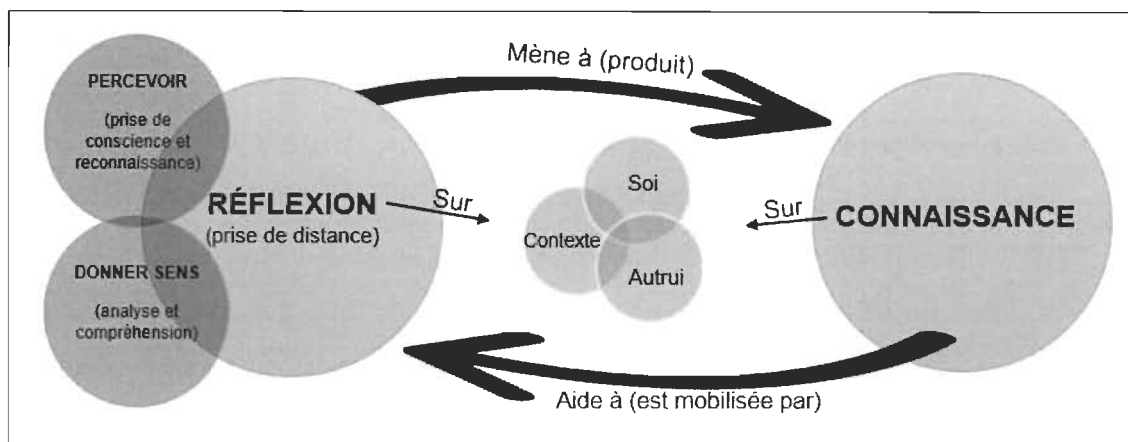 Mène à (produit)
PERCEVOIR
(prise de
conscience et
reconnaissance)
RÉFLEXION
(prise de distance)
Sur
Soi
Contexte
Autrui
Sur
CONNAISSANCE
DONNER SENS
(analyse et
compréhension)
Aide à (est mobilisée par)